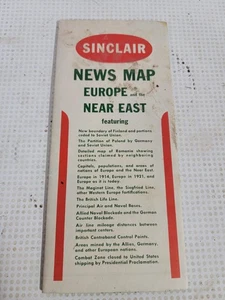 SINCLAIR
NEWS MAP
EUROPE and the
NEAR EAST
featuring
New boundary of Finland and portions
ceded to Soviet Union.
The Partition of Poland by Germany
and Soviet Union.
Detailed map of Romania showing
sections claimed by neighboring
countries.
Capitals, populations, and areas of
nations of Europe and the Near East
Europe in 1914, Europe in 1921, and
Europe as it is today.
The Maginot Line, the Siegfried Line,
other Western Europe fortifications.
The British Life Line
Principal Air and Naval Bases.
Allied Naval Blockade and the German
Counter Blockade.
Air line mileage distances between
important centers.
British Contraband Control Points.
Areas mined by the Allies, Germany,
and other European nations.
Combat Zone closed to United States
shipping by Presidential Proclamation.